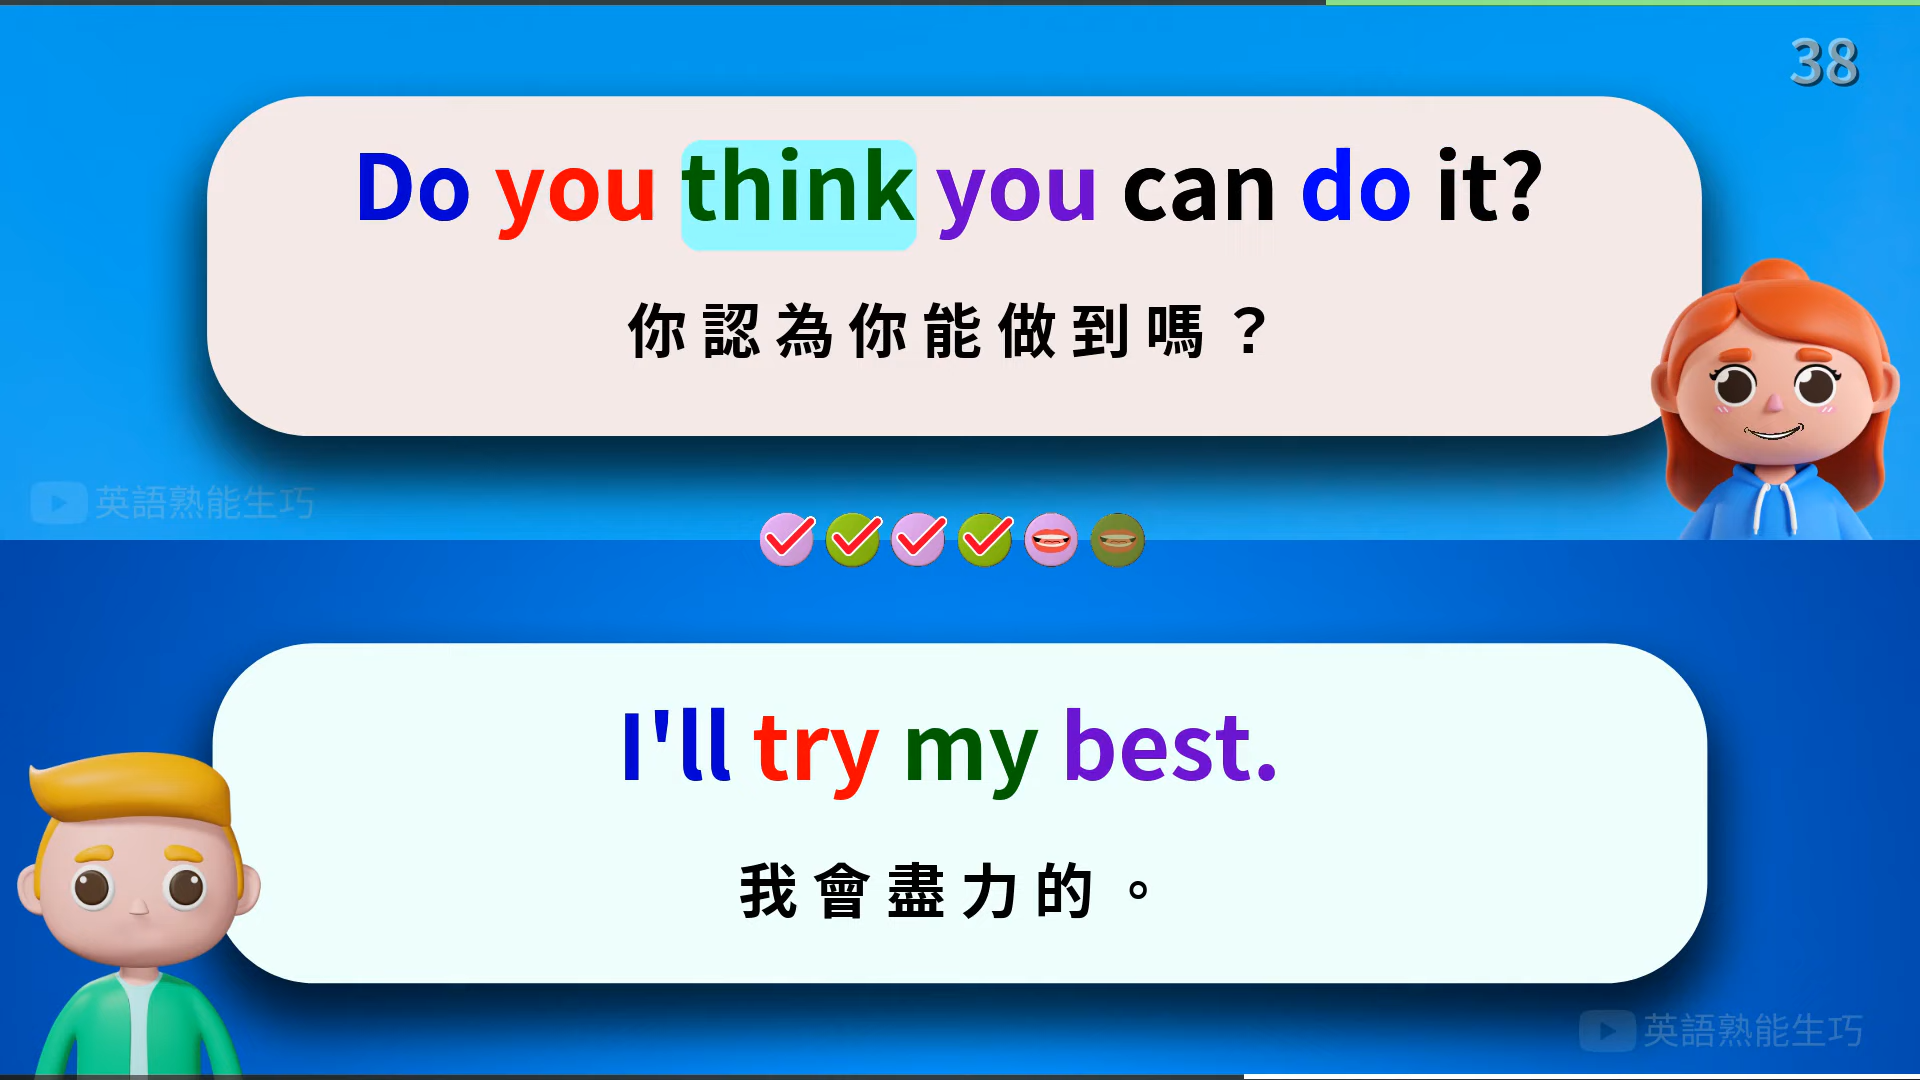 38
Do you think you can do it?
你認為你能做到嗎？
英語熟能生巧
I'll try my best.
我會盡力的。
英語熟能生巧